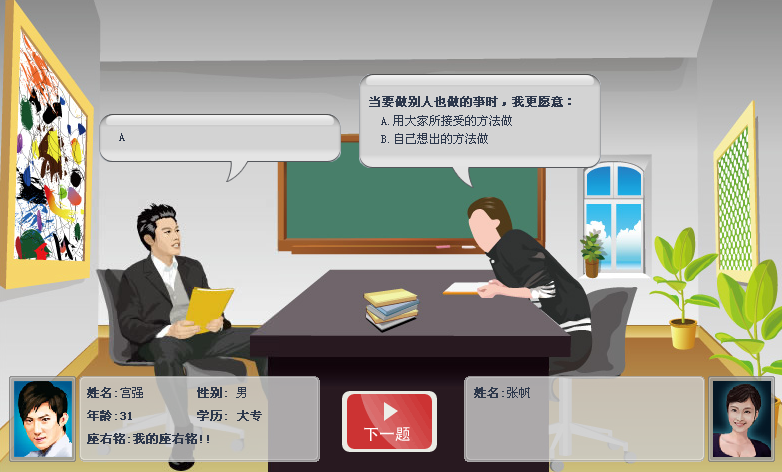 当要做别人也做的事时，我更愿意：
A.用大家所接受的方法做
B.自己想出的方法做
A
姓名:宫强 性别: 男
年龄:31 学历: 大专
座右铭:我的座右铭!!
下一题
姓名:张帆